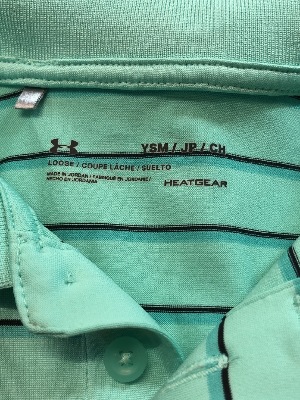 YSM / JP / CH
LOOSE / COUPE LÂCHE / SUELTO
MADE IN JORDAN / FABRIQUÉ EN JORDANIE /
HECHO EN JORDANIA
HEATGEAR